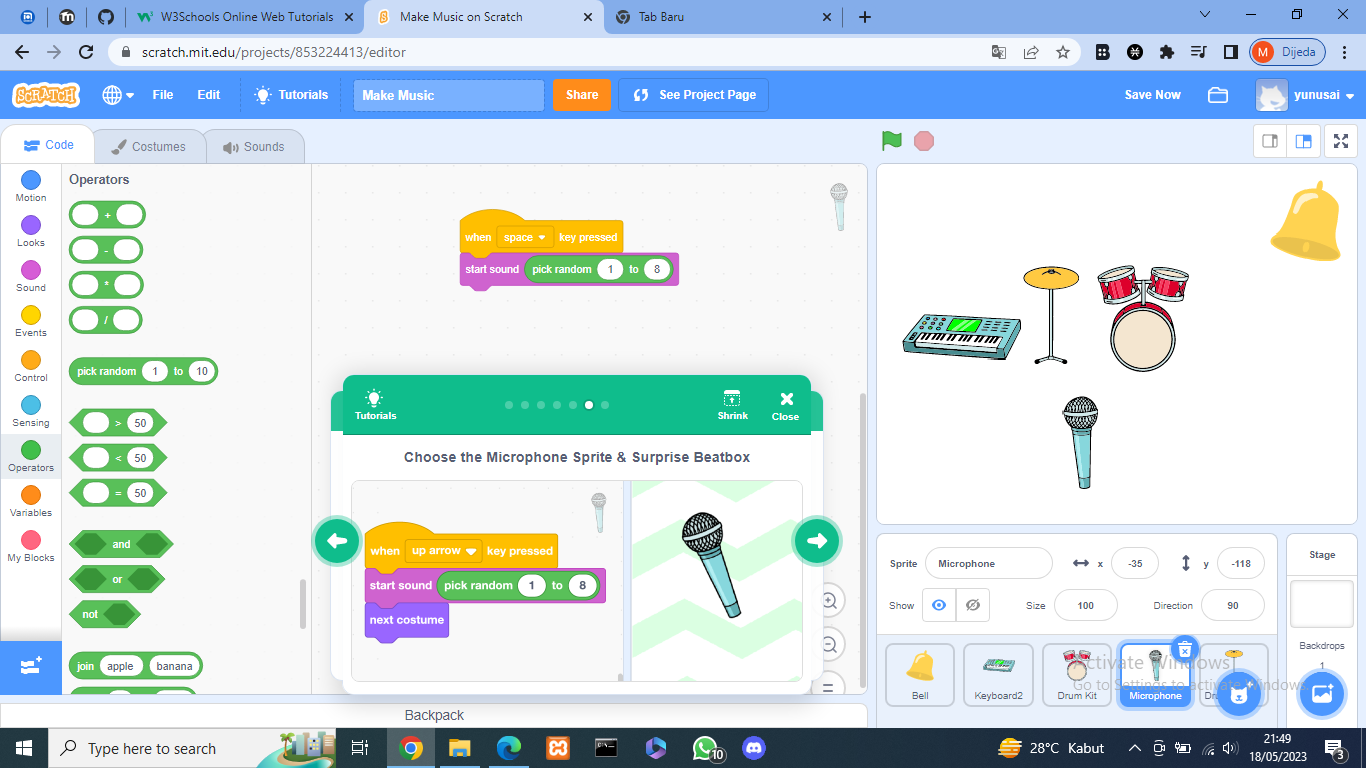 W3Schools Online Web Tutorials
Make Music on Scratch
Tab Baru
scratch.mit.edu/projects/853224413/editor
M Dijeda
SCRATCH
File Edit Tutorials Make Music Share See Project Page Save Now yunusai
Code Costumes Sounds
Motion
Looks
Sound
Events
Control
Sensing
Operators
Variables
My Blocks
Operators
+
-
*
/
pick random 1 to 10
> 50
< 50
= 50
and
or
not
join apple banana
when space key pressed
start sound pick random 1 to 8
Tutorials Shrink Close
Choose the Microphone Sprite & Surprise Beatbox
when up arrow key pressed
start sound pick random 1 to 8
next costume
Backpack
Sprite Microphone x -35 y -118
Show Size 100 Direction 90
Bell Keyboard2 Drum Kit Microphone
Stage
Backdrops
1
Activate Windows
Go to Settings to activate Windows.
Type here to search
10
28°C Kabut
21:49
18/05/2023
3